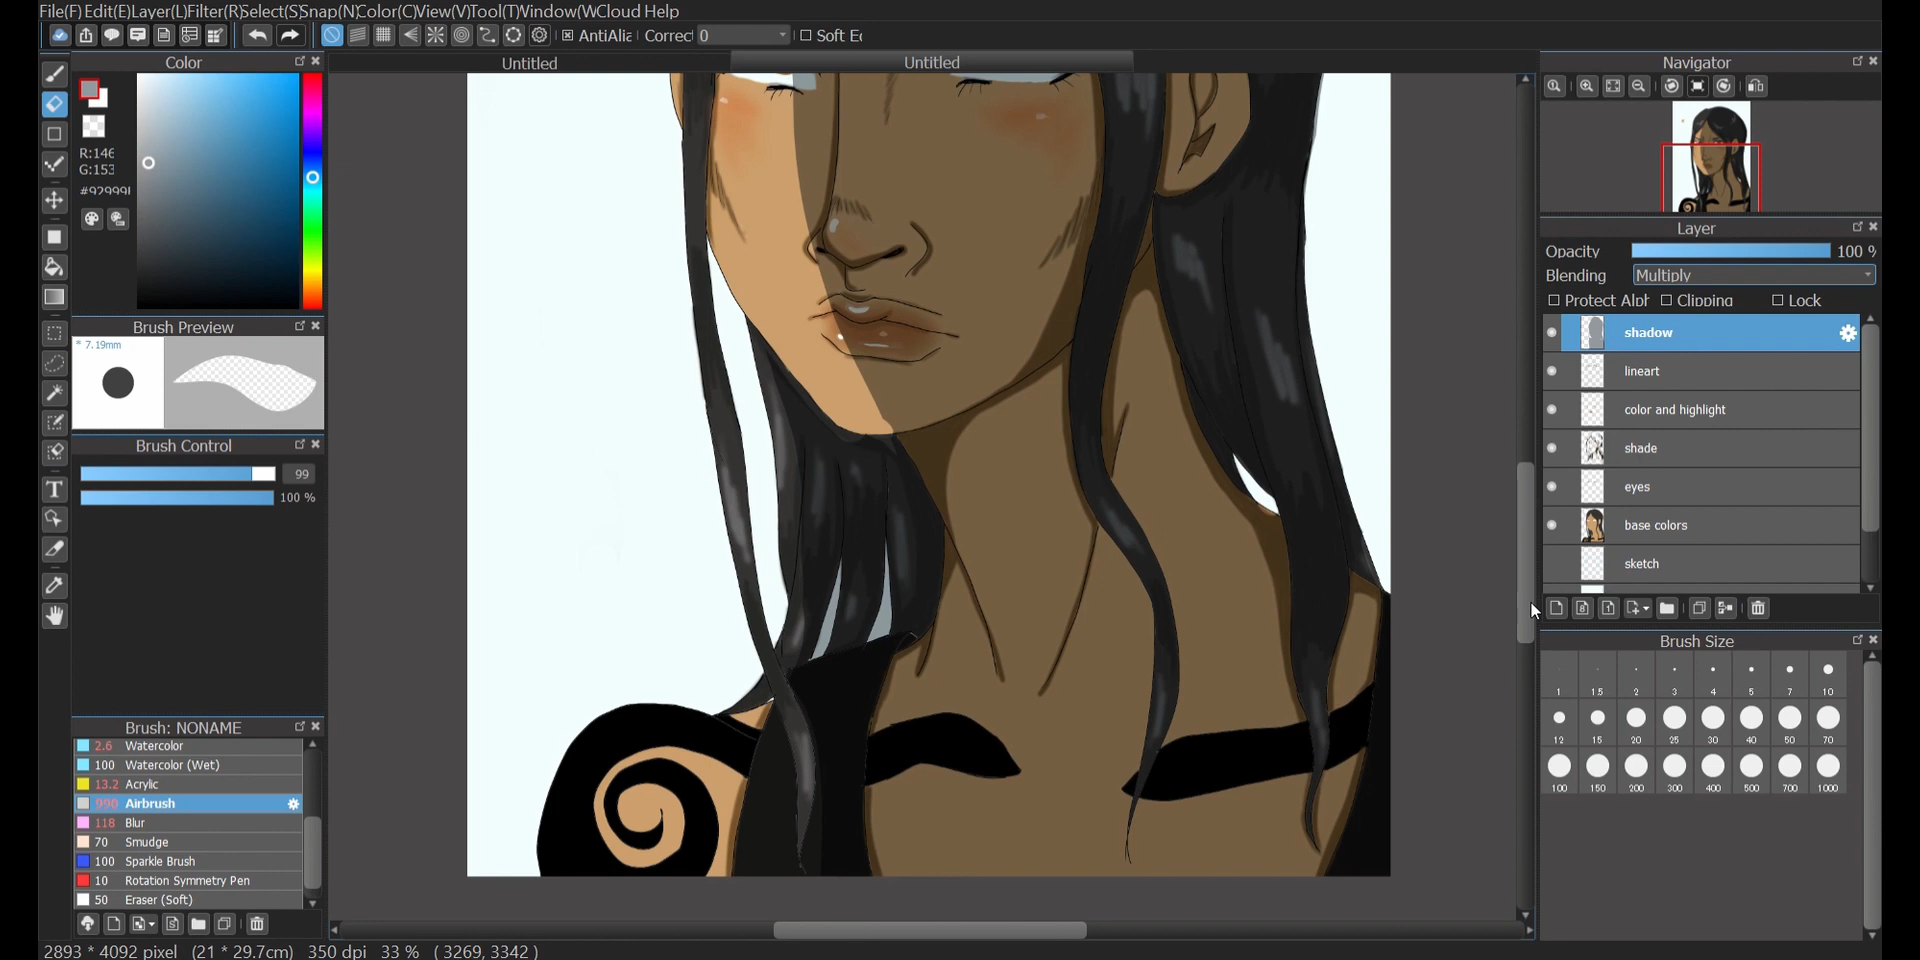 File(F) Edit(E) Layer(L) Filter(R) Select(S) Snap(N) Color(C) View(V) Tool(T) Window(W Cloud Help
AntiAlia Correct 0 Soft Ec
Color
Untitled
Untitled
Navigator
R:146
G:153
#92999
Layer
Opacity 100 %
Blending Multiply
Protect Alph Clipping Lock
Brush Preview
* 7.19mm
shadow
lineart
color and highlight
shade
eyes
base colors
sketch
Brush Control
99
100 %
Brush Size
1 1.5 2 3 4 5 7 10
12 15 20 25 30 40 50 70
100 150 200 300 400 500 700 1000
Brush: NONAME
2.6 Watercolor
100 Watercolor (Wet)
13.2 Acrylic
990 Airbrush
118 Blur
70 Smudge
100 Sparkle Brush
10 Rotation Symmetry Pen
50 Eraser (Soft)
2893 * 4092 pixel (21 * 29.7cm) 350 dpi 33 % ( 3269, 3342 )